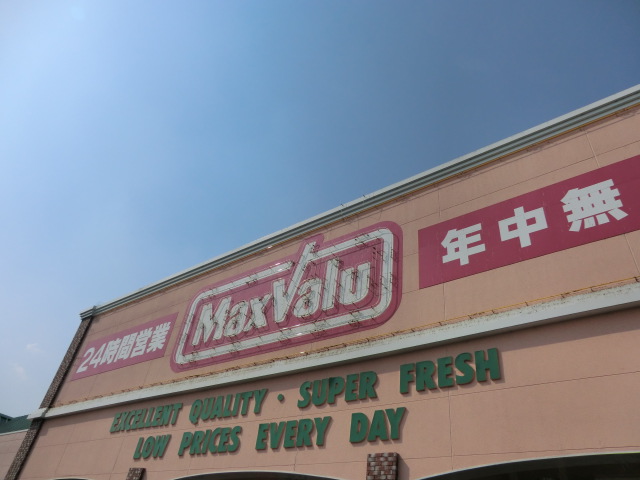 24時間営業
MaxValu
年中無
EXCELLENT QUALITY · SUPER FRESH
LOW PRICES EVERY DAY